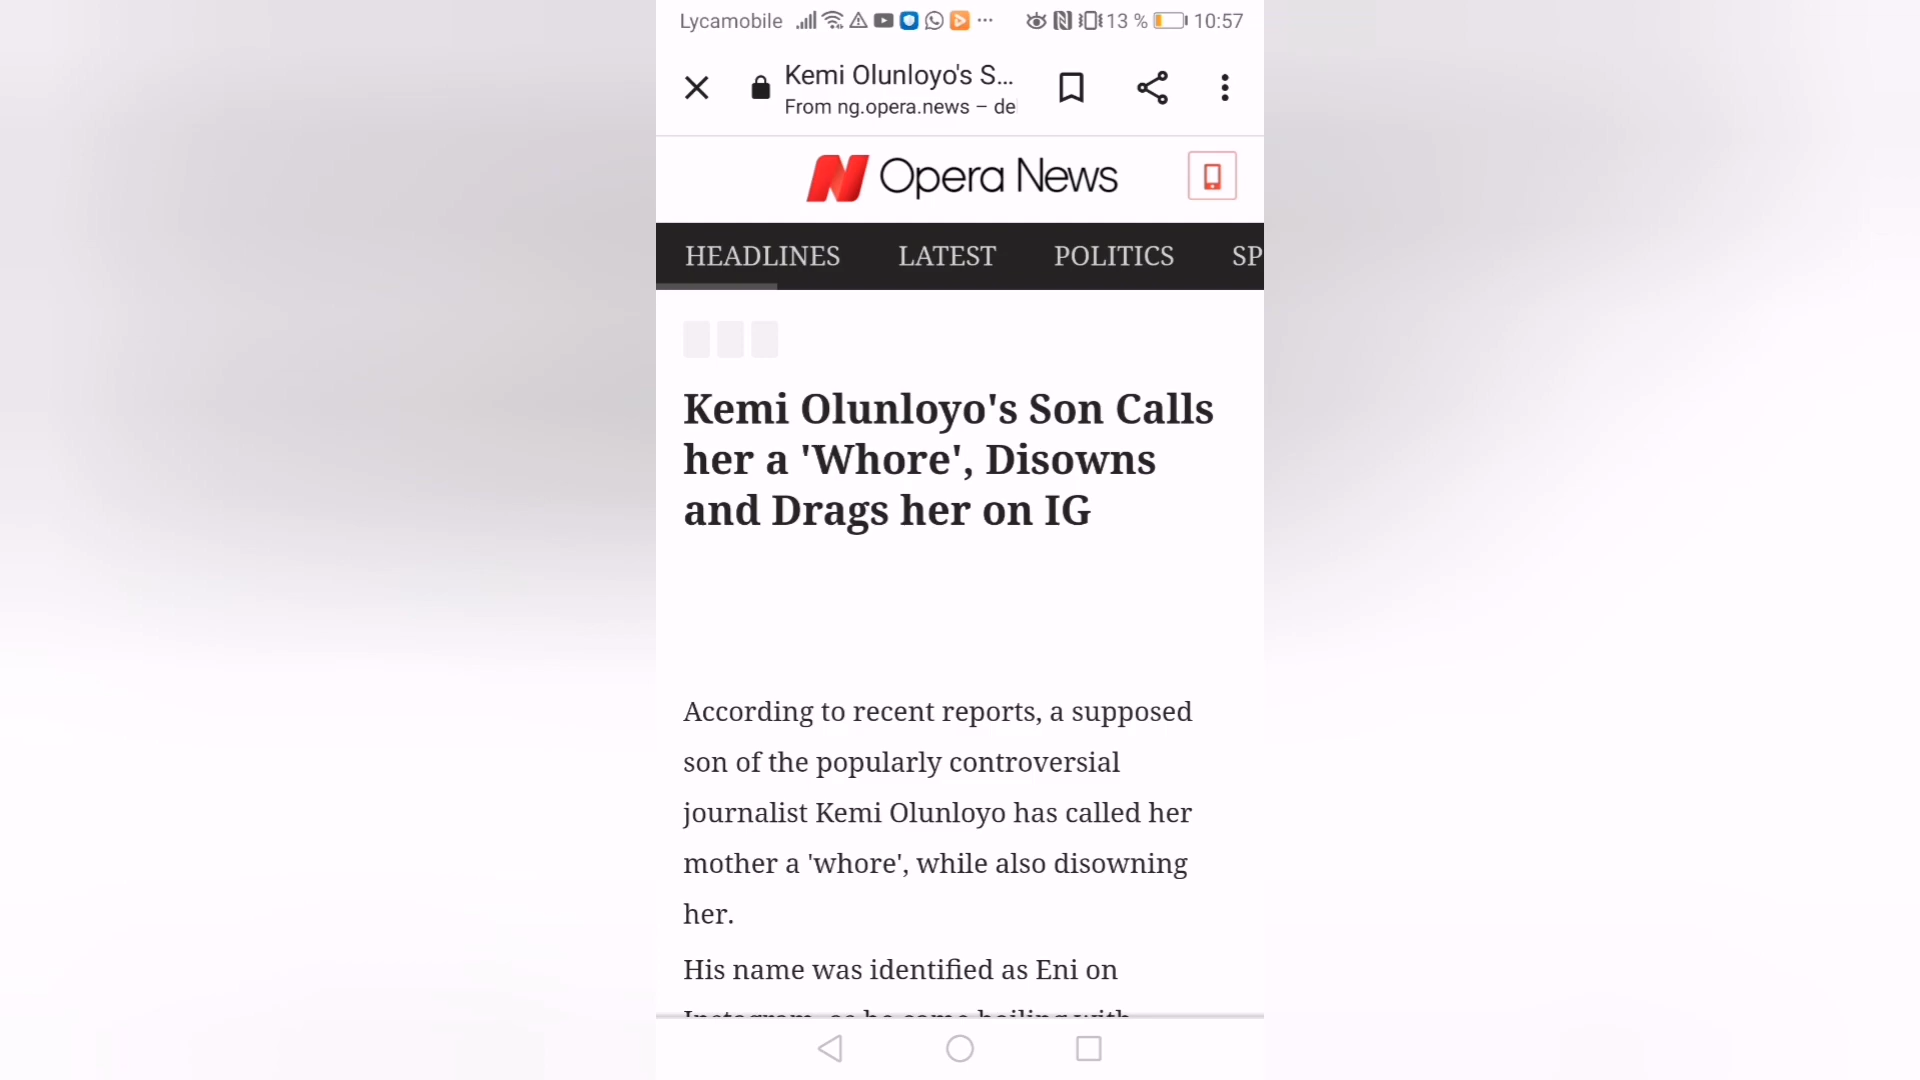 Lycamobile 13 % 10:57
Kemi Olunloyo's S...
From ng.opera.news – de
Opera News
HEADLINES LATEST POLITICS SP
Kemi Olunloyo's Son Calls
her a 'Whore', Disowns
and Drags her on IG
According to recent reports, a supposed
son of the popularly controversial
journalist Kemi Olunloyo has called her
mother a 'whore', while also disowning
her.
His name was identified as Eni on